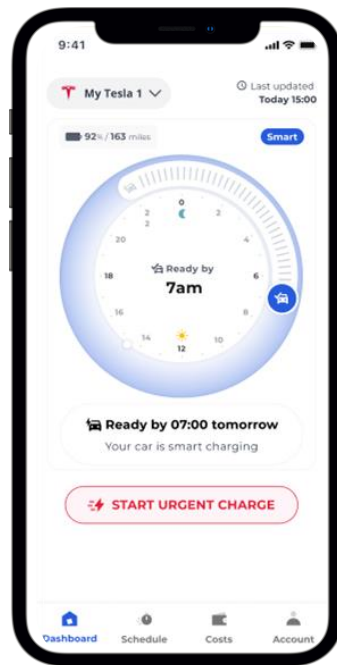 9:41
My Tesla 1
Last updated
Today 15:00
92% / 163 miles
Smart
0
2
2
2
20
4
Ready by
7am
18
6
16
8
14
10
12
Ready by 07:00 tomorrow
Your car is smart charging
START URGENT CHARGE
Dashboard
Schedule
Costs
Account